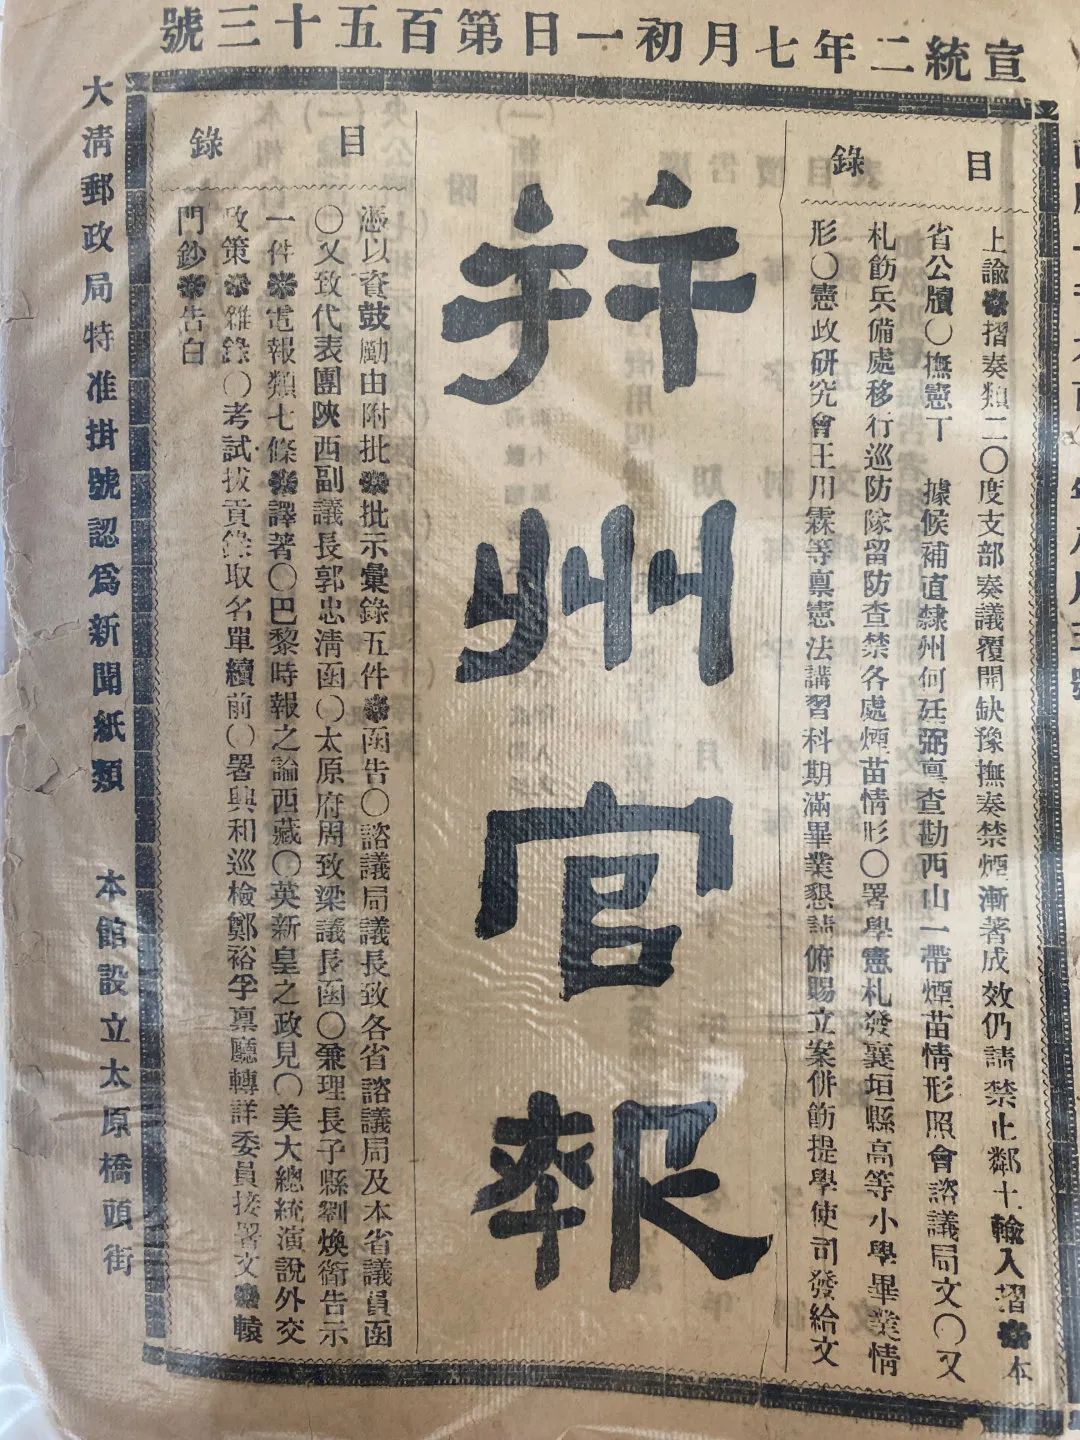 宣統二年七月初一日第百五十三號
目錄
上諭❋摺奏類二○度支部奏議覆開缺豫撫奏禁煙漸著成效仍請禁止鄰土輸入摺❋本
省公牘○撫憲丁　據候補直隸州何廷弼稟查勘西山一帶煙苗情形照會諮議局文○又
札飭兵備處移行巡防隊留防查禁各處煙苗情形○署學憲札發襄垣縣高等小學畢業情
形○憲政研究會王用霖等稟憲法講習科期滿畢業懇請俯賜立案併飭提學使司發給文
并州官報
目錄
憑以資鼓勵由附批❋批示彙錄五件❋函告○諮議局議長致各省諮議局及本省議員函
○又致代表團陝西副議長郭忠清函○太原府周致梁議長函○兼理長子縣劉煥衛告示
一件❋電報類七條❋譯著○巴黎時報之論西藏○英新皇之政見○美大總統演說外交
政策❋雜錄○考試拔貢錄取名單續前○署興和巡檢鄭裕孚稟廳轉詳委員接署文❋轅
門鈔❋告白
大清郵政局特准掛號認爲新聞紙類　本館設立太原橋頭街